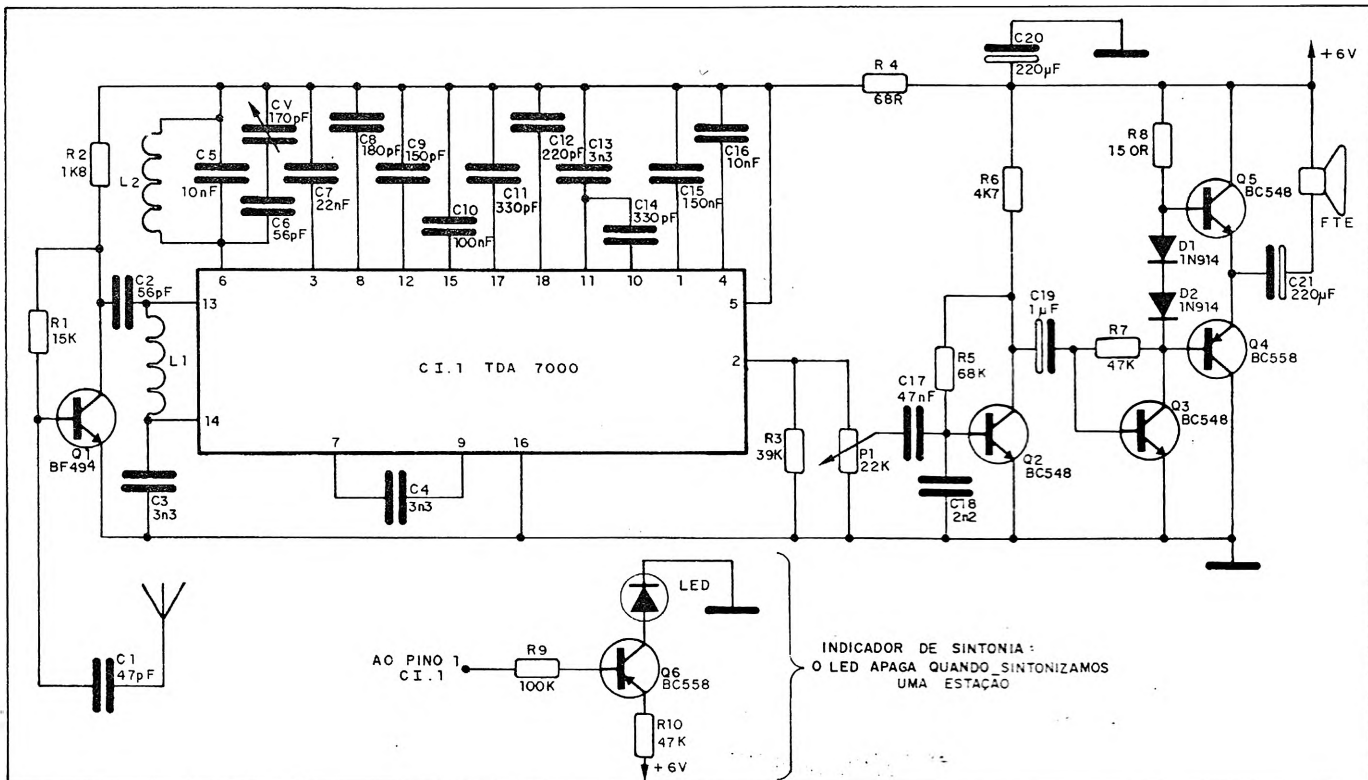 C20
220µF
+6V
R 4
68R
R2
1K8
L2
C5
10nF
CV
170pF
C6
56pF
C7
22nF
C8
180pF
C9
150pF
C10
100nF
C11
330pF
C12
220pF
C13
3n3
C14
330pF
C15
150nF
C16
10nF
R6
4K7
R8
150R
Q5
BC548
FTE
D1
1N914
D2
1N914
C21
220µF
6
3
8
12
15
17
18
11
10
1
4
C2
56pF
13
5
R1
15K
L1
CI.1 TDA 7000
2
C19
1µF
R7
47K
Q4
BC558
R5
68K
C17
47nF
Q3
BC548
14
Q1
BF494
7
9
16
R3
39K
P1
22K
Q2
BC548
C3
3n3
C4
3n3
C18
2n2
LED
C1
47pF
AO PINO 1
CI.1
R9
100K
Q6
BC558
R10
47K
+6V
INDICADOR DE SINTONIA :
O LED APAGA QUANDO SINTONIZAMOS
UMA ESTAÇÃO